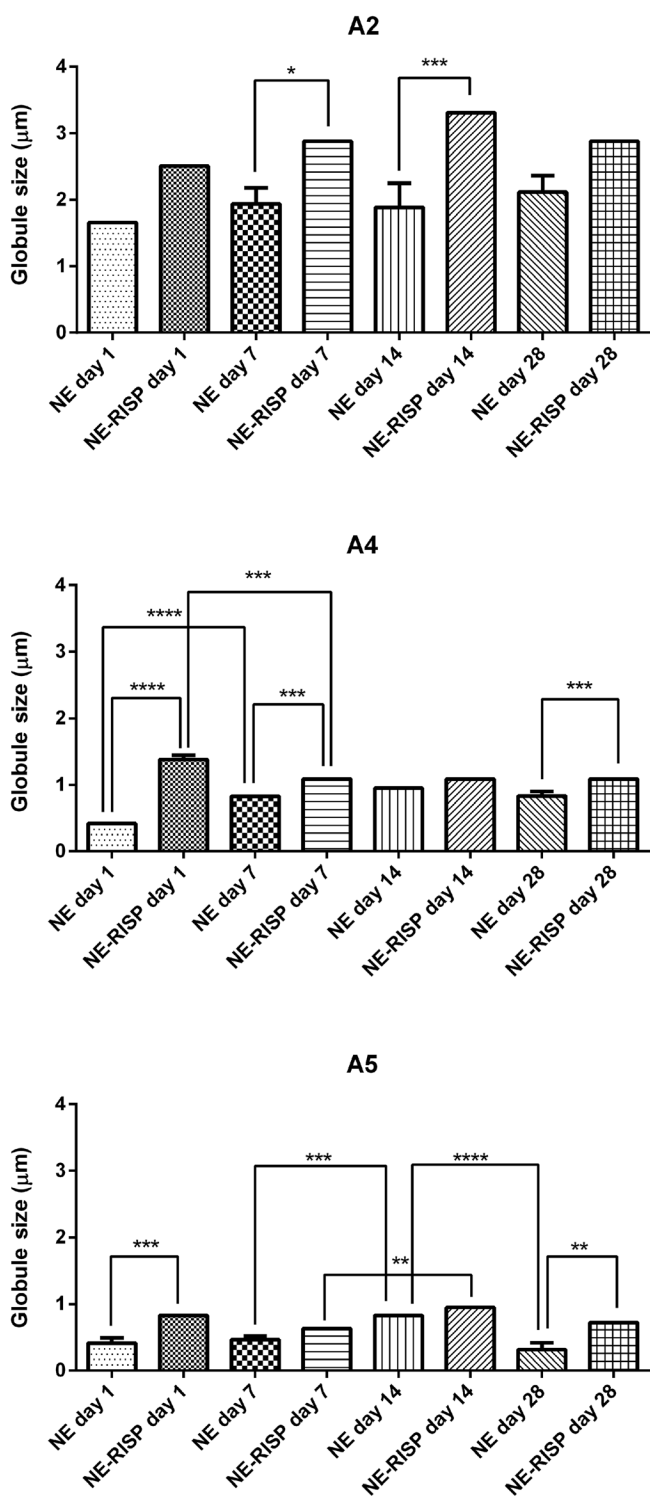 A2
Globule size (μm)
4
3
2
1
0
*
***
NE day 1
NE-RISP day 1
NE day 7
NE-RISP day 7
NE day 14
NE-RISP day 14
NE day 28
NE-RISP day 28
A4
Globule size (μm)
4
3
2
1
0
***
****
****
***
***
NE day 1
NE-RISP day 1
NE day 7
NE-RISP day 7
NE day 14
NE-RISP day 14
NE day 28
NE-RISP day 28
A5
Globule size (μm)
4
3
2
1
0
***
****
***
**
**
NE day 1
NE-RISP day 1
NE day 7
NE-RISP day 7
NE day 14
NE-RISP day 14
NE day 28
NE-RISP day 28